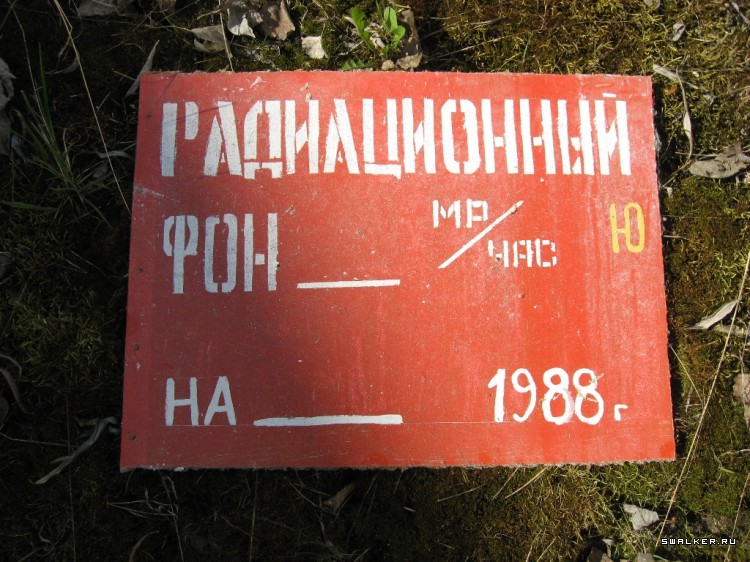 РАДИАЦИОННЫЙ
ФОН ___ МР/ЧАС Ю
НА ___ 1988 г
SWALKER.RU